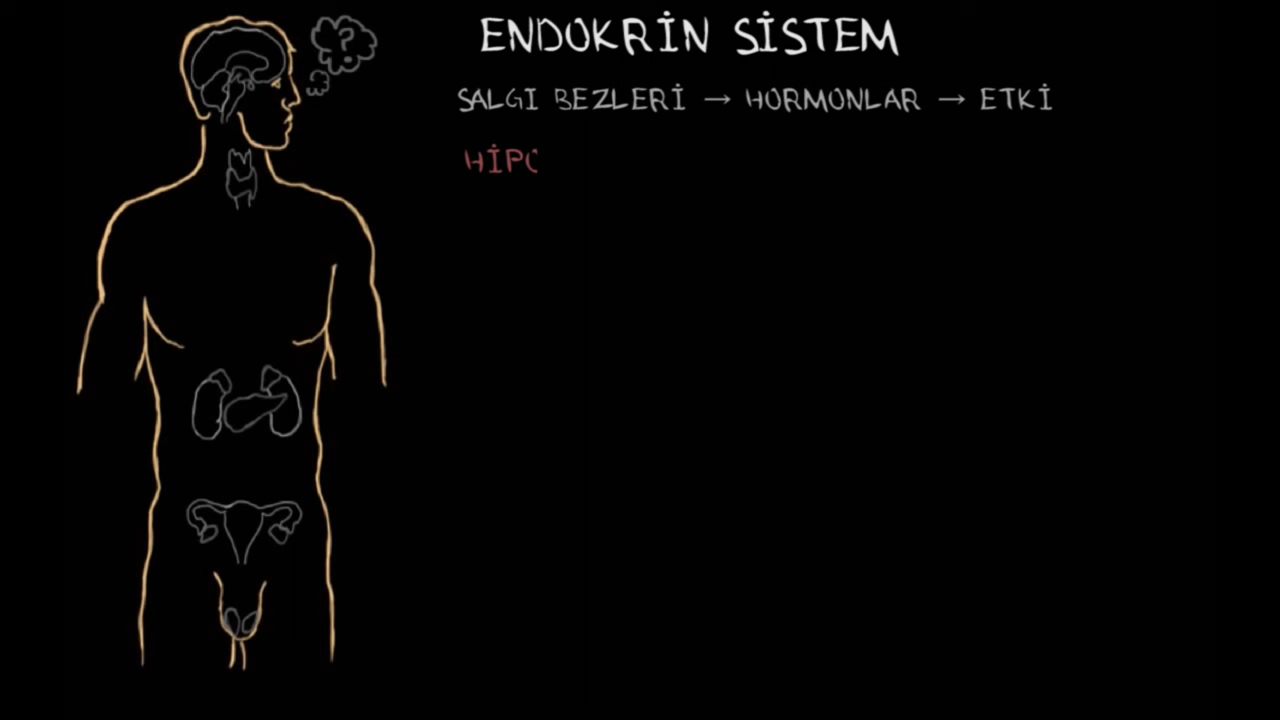 ?
ENDOKRİN SİSTEM
SALGI BEZLERİ → HORMONLAR → ETKİ
HİPO